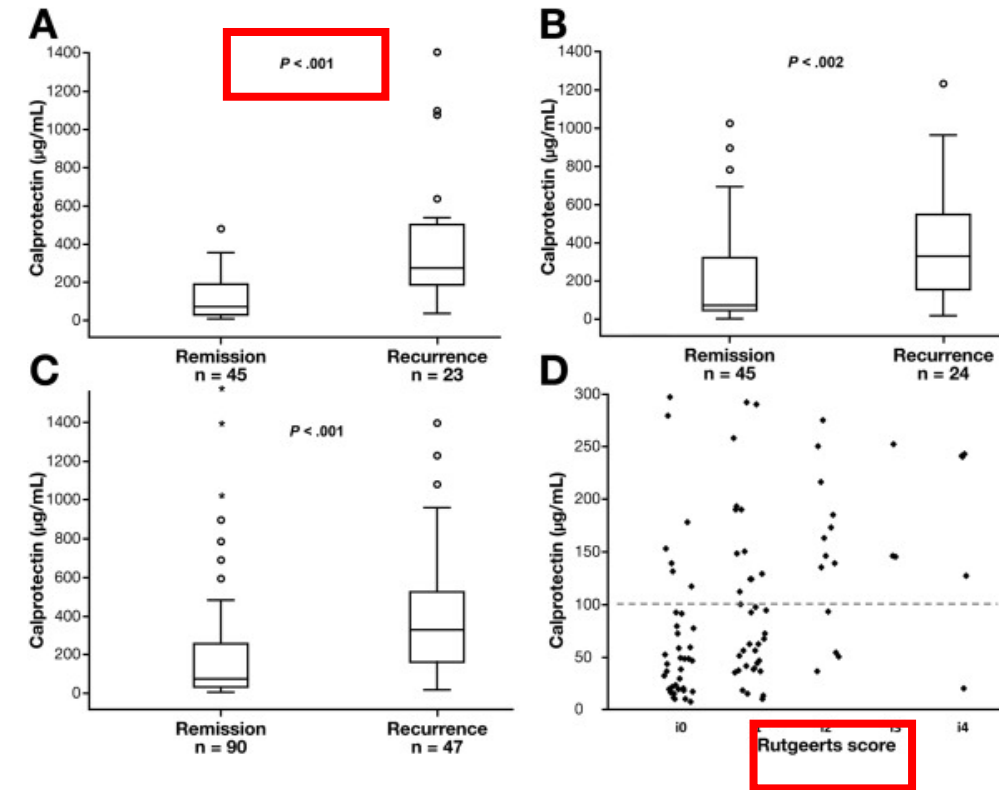 A
P < .001
Calprotectin (µg/mL)
1400
1200
1000
800
600
400
200
0
Remission
n = 45
Recurrence
n = 23
B
P < .002
Calprotectin (µg/mL)
1400
1200
1000
800
600
400
200
0
Remission
n = 45
Recurrence
n = 24
C
P < .001
Calprotectin (µg/mL)
1400
1200
1000
800
600
400
200
0
Remission
n = 90
Recurrence
n = 47
D
Calprotectin (µg/mL)
300
250
200
150
100
50
0
i0
i4
Rutgeerts score